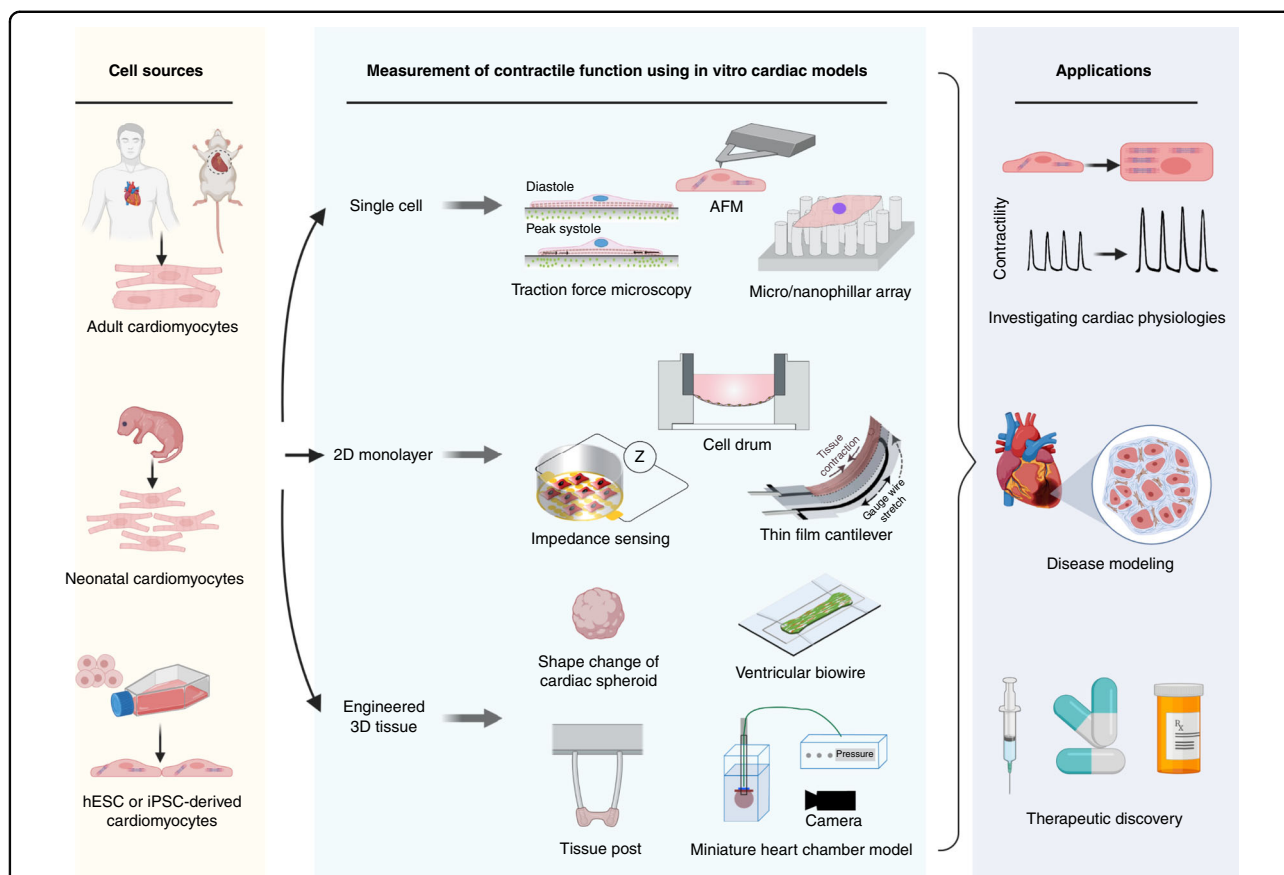 Cell sources
Adult cardiomyocytes
Neonatal cardiomyocytes
hESC or iPSC-derived
cardiomyocytes
Measurement of contractile function using in vitro cardiac models
Single cell
Diastole
Peak systole
Traction force microscopy
AFM
Micro/nanophillar array
2D monolayer
Z
Impedance sensing
Cell drum
Tissue
contraction
Gauge wire
stretch
Thin film cantilever
Engineered
3D tissue
Shape change of
cardiac spheroid
Ventricular biowire
Tissue post
Pressure
Camera
Miniature heart chamber model
Applications
Contractility
Investigating cardiac physiologies
Disease modeling
Rx
Therapeutic discovery